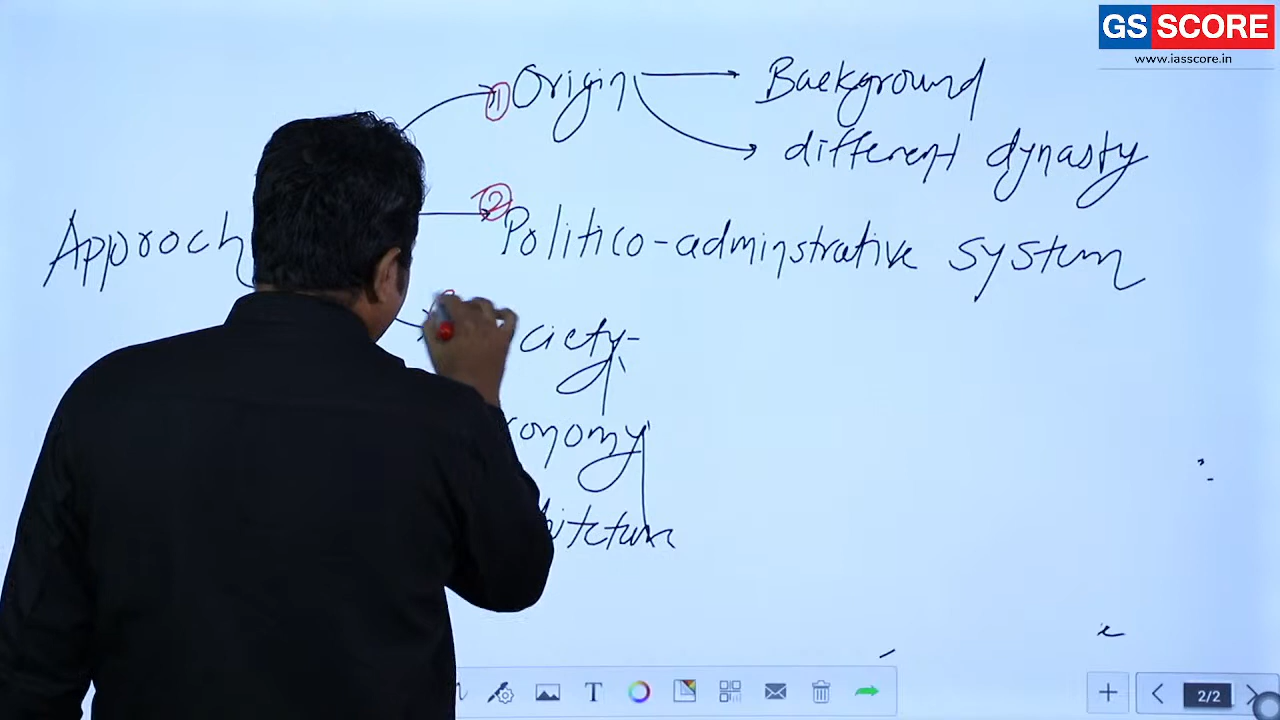 GS SCORE
www.iasscore.in
1 Origin
Background
different dynasty
Approch
2 Politico-adminstrative system
ciety-
onomy
hitcture
T
2/2